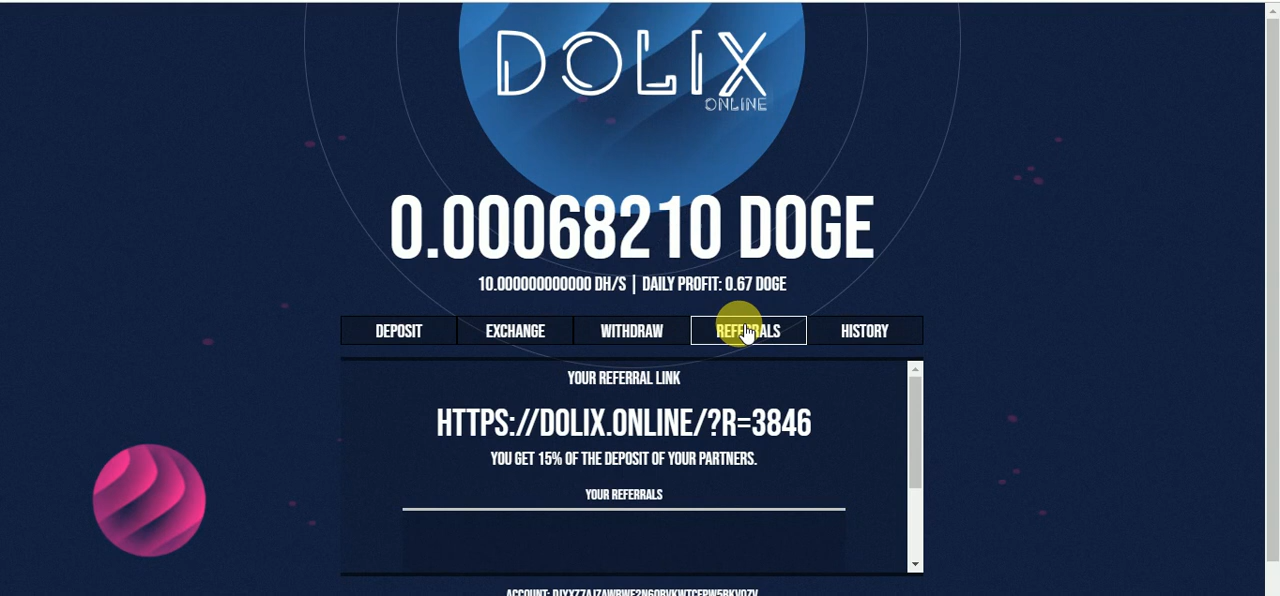 DOLIX
ONLINE
0.00068210 DOGE
10.000000000000 DH/S | DAILY PROFIT: 0.67 DOGE
DEPOSIT EXCHANGE WITHDRAW REFERRALS HISTORY
YOUR REFERRAL LINK
HTTPS://DOLIX.ONLINE/?R=3846
YOU GET 15% OF THE DEPOSIT OF YOUR PARTNERS.
YOUR REFERRALS
ACCOUNT: